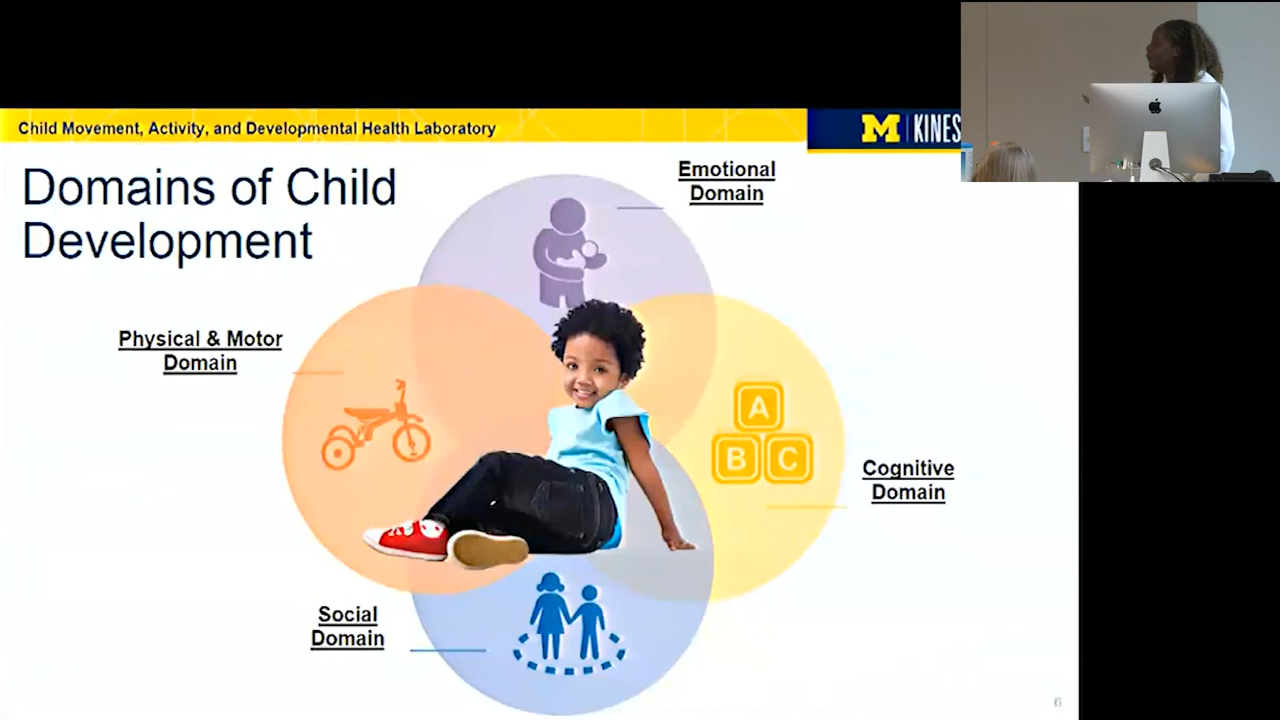 Child Movement, Activity, and Developmental Health Laboratory
M | KINES
Domains of Child
Development
Emotional
Domain
Physical & Motor
Domain
A
B C
Cognitive
Domain
Social
Domain
6